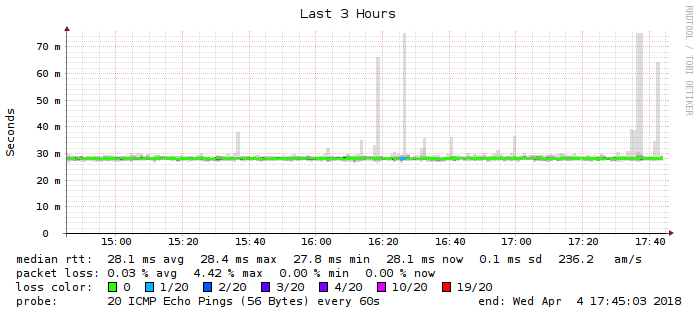 Last 3 Hours
RRDTOOL / TOBI OETIKER
Seconds
70 m
60 m
50 m
40 m
30 m
20 m
10 m
0
15:00 15:20 15:40 16:00 16:20 16:40 17:00 17:20 17:40
median rtt: 28.1 ms avg 28.4 ms max 27.8 ms min 28.1 ms now 0.1 ms sd 236.2 am/s
packet loss: 0.03 % avg 4.42 % max 0.00 % min 0.00 % now
loss color: 0 1/20 2/20 3/20 4/20 10/20 19/20
probe: 20 ICMP Echo Pings (56 Bytes) every 60s end: Wed Apr 4 17:45:03 2018